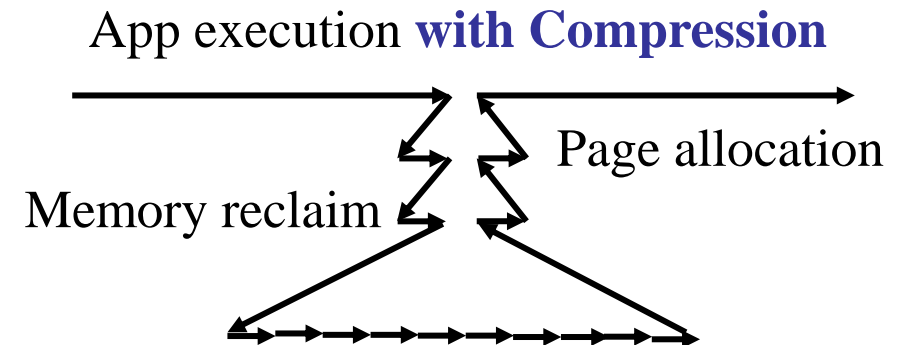 App execution with Compression
Page allocation
Memory reclaim